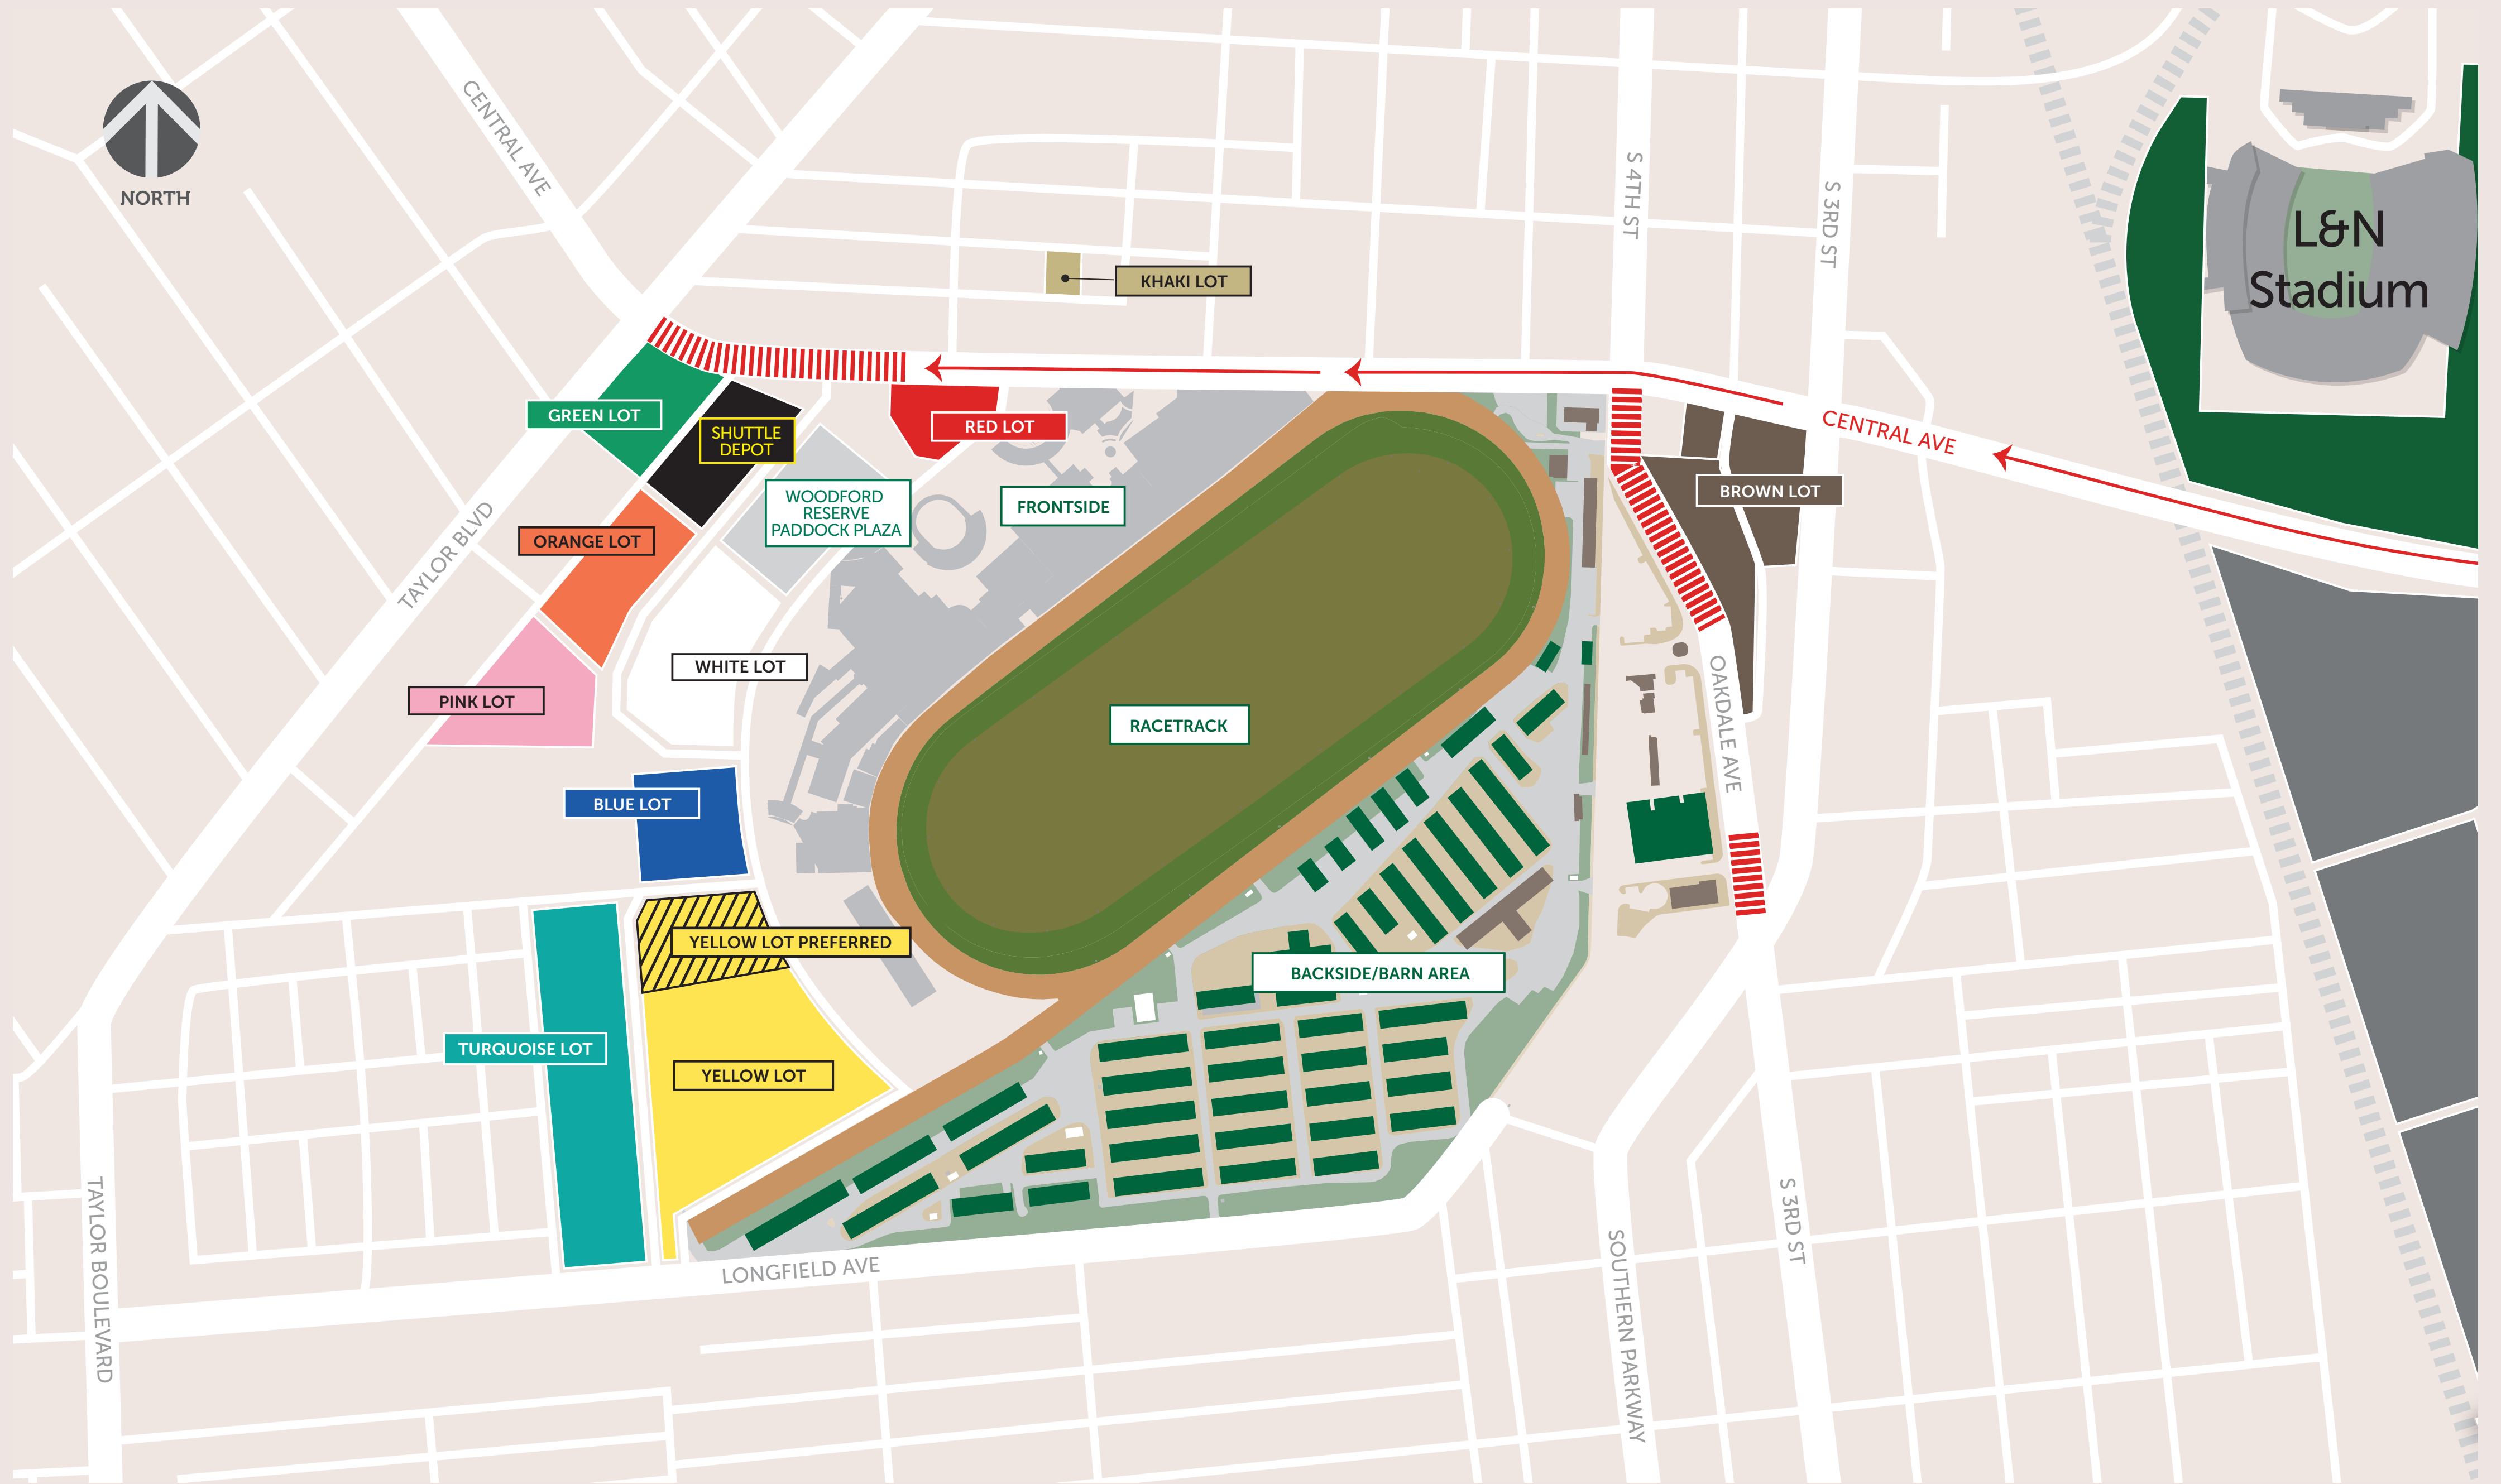 NORTH
CENTRAL AVE
S 4TH ST
S 3RD ST
L&N
Stadium
KHAKI LOT
GREEN LOT
SHUTTLE
DEPOT
RED LOT
CENTRAL AVE
WOODFORD
RESERVE
PADDOCK PLAZA
FRONTSIDE
BROWN LOT
TAYLOR BLVD
ORANGE LOT
WHITE LOT
PINK LOT
RACETRACK
OAKDALE AVE
BLUE LOT
YELLOW LOT PREFERRED
BACKSIDE/BARN AREA
TURQUOISE LOT
YELLOW LOT
TAYLOR BOULEVARD
LONGFIELD AVE
SOUTHERN PARKWAY
S 3RD ST